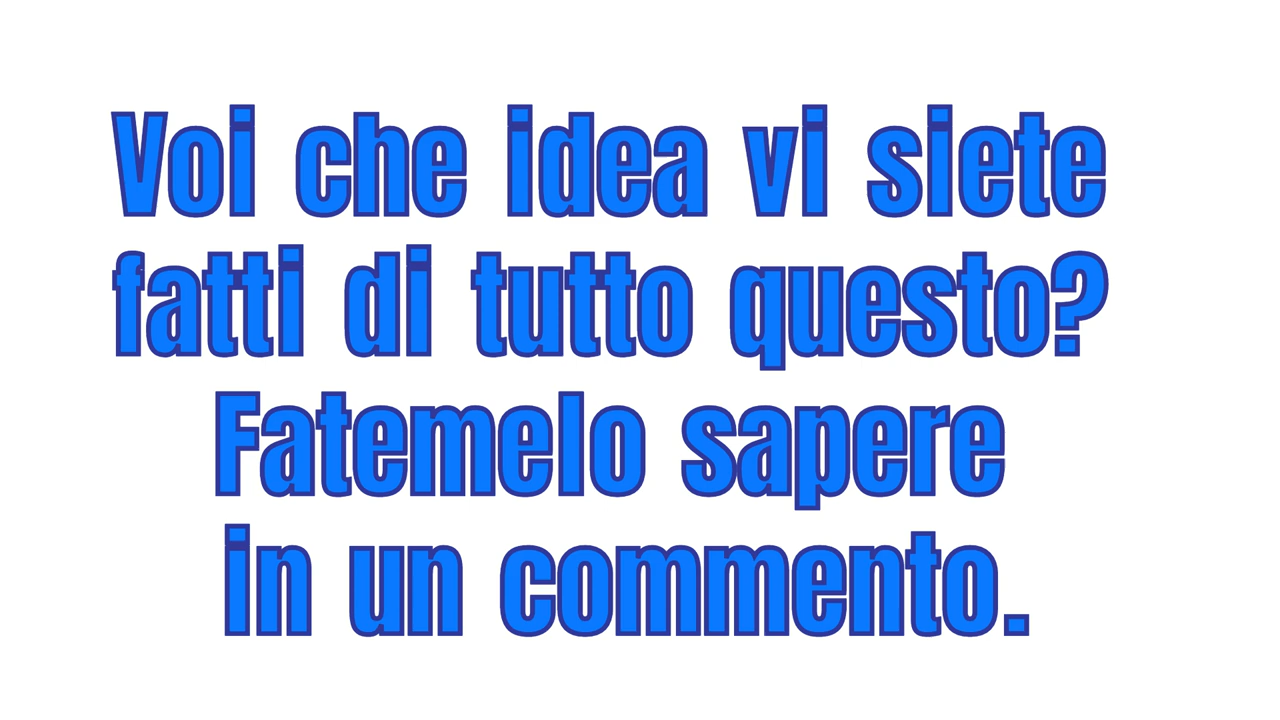 Voi che idea vi siete
fatti di tutto questo?
Fatemelo sapere
in un commento.